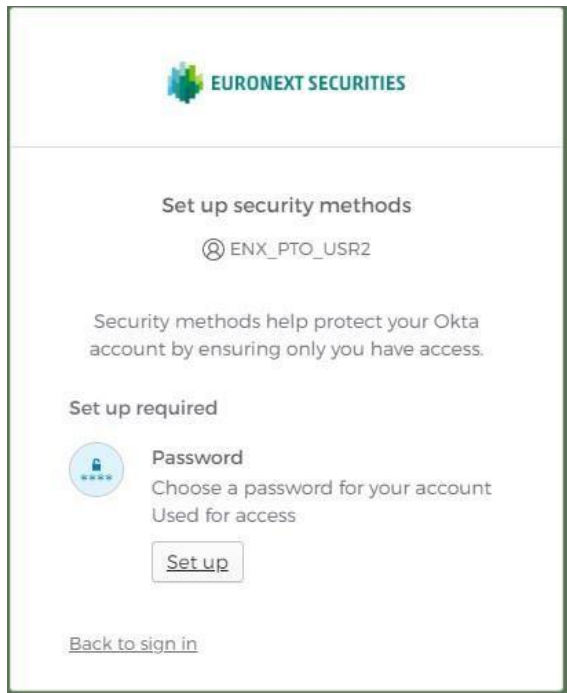 EURONEXT SECURITIES
Set up security methods
ENX_PTO_USR2
Security methods help protect your Okta
account by ensuring only you have access.
Set up required
****
Password
Choose a password for your account
Used for access
Set up
Back to sign in